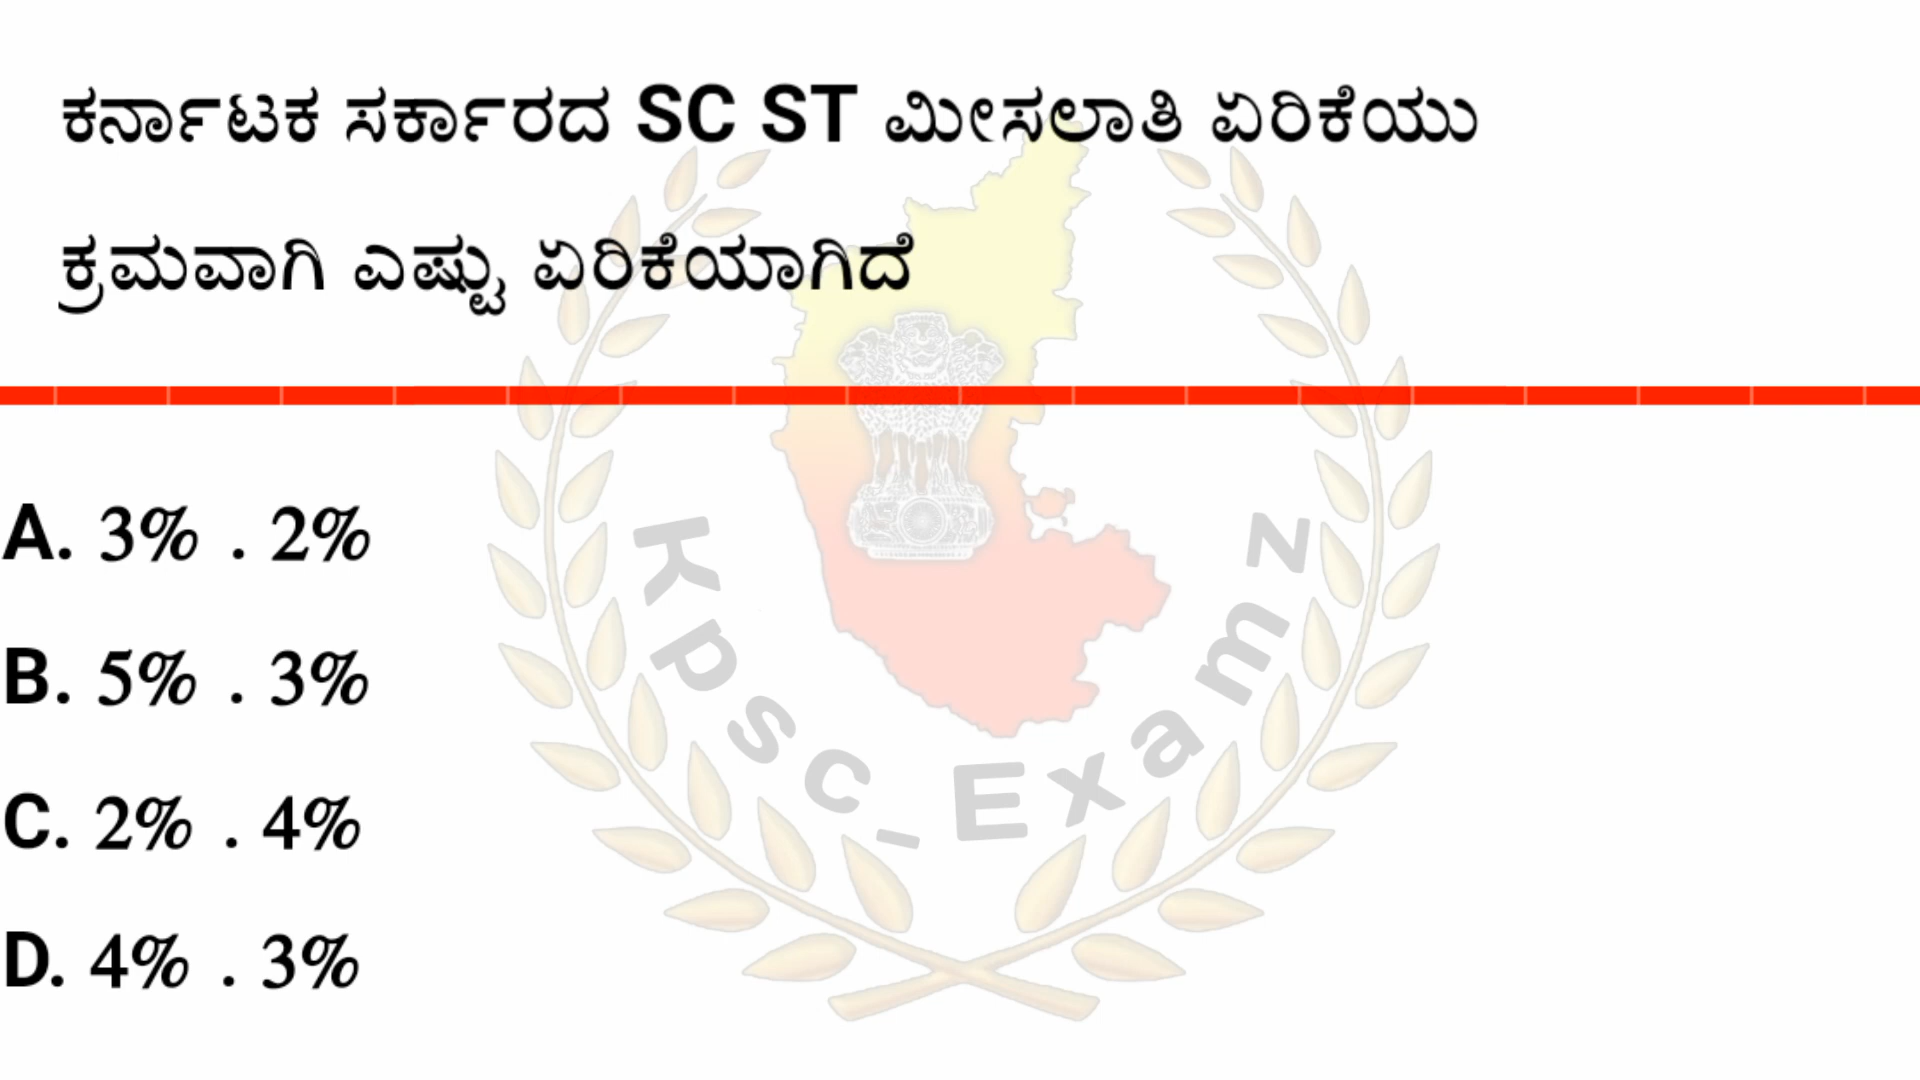 ಕರ್ನಾಟಕ ಸರ್ಕಾರದ SC ST ಮೀಸಲಾತಿ ಏರಿಕೆಯು
ಕ್ರಮವಾಗಿ ಎಷ್ಟು ಏರಿಕೆಯಾಗಿದೆ
A. 3% . 2%
B. 5% . 3%
C. 2% . 4%
D. 4% . 3%
Kpsc_Examz